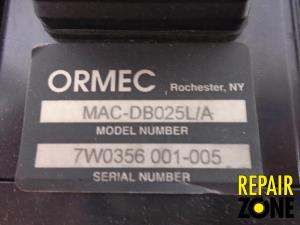 ORMEC Rochester, NY
MAC-DB025L/A
MODEL NUMBER
7W0356 001-005
SERIAL NUMBER
REPAIR
ZONE